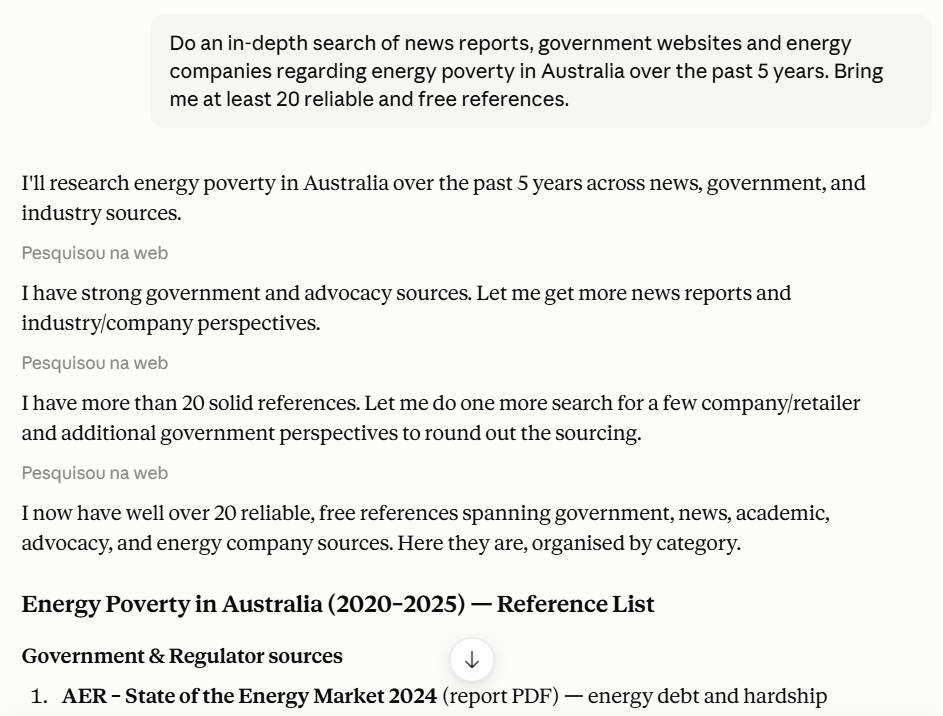 Do an in-depth search of news reports, government websites and energy
companies regarding energy poverty in Australia over the past 5 years. Bring
me at least 20 reliable and free references.
I'll research energy poverty in Australia over the past 5 years across news, government, and
industry sources.
Pesquisou na web
I have strong government and advocacy sources. Let me get more news reports and
industry/company perspectives.
Pesquisou na web
I have more than 20 solid references. Let me do one more search for a few company/retailer
and additional government perspectives to round out the sourcing.
Pesquisou na web
I now have well over 20 reliable, free references spanning government, news, academic,
advocacy, and energy company sources. Here they are, organised by category.
Energy Poverty in Australia (2020–2025) — Reference List
Government & Regulator sources
1. AER – State of the Energy Market 2024 (report PDF) — energy debt and hardship